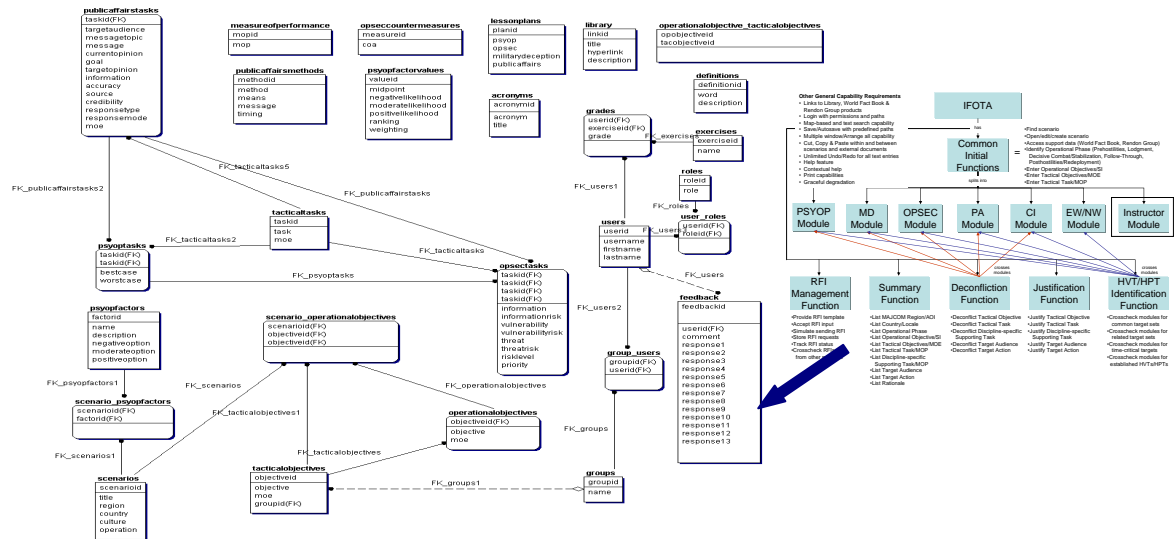 publicaffairstasks
taskid(FK)
targetaudience
messagetopic
message
currentopinion
goal
targetopinion
information
accuracy
source
credibility
responsetype
responsemode
moe
measureofperformance
mopid
mop
opseccountermeasures
measureid
coa
lessonplans
planid
psyop
opsec
militarydeception
publicaffairs
library
linkid
title
hyperlink
description
operationalobjective_tacticalobjectives
opobjectiveid
tacobjectiveid
publicaffairsmethods
methodid
method
means
message
timing
psyopfactorvalues
valueid
midpoint
negativelikelihood
moderatelikelihood
positivelikelihood
ranking
weighting
acronyms
acronymid
acronym
title
definitions
definitionid
word
description
grades
userid(FK)
exerciseid(FK)
grade
FK_exercises
exercises
exerciseid
name
FK_tacticaltasks5
FK_publicaffairstasks2
FK_users1
roles
roleid
role
FK_roles
tacticaltasks
taskid
task
moe
FK_tacticaltasks2
FK_tacticaltasks
users
userid
username
firstname
lastname
FK_users3
user_roles
userid(FK)
roleid(FK)
psyoptasks
taskid(FK)
taskid(FK)
bestcase
worstcase
FK_psyoptasks
opsectasks
taskid(FK)
taskid(FK)
taskid(FK)
taskid(FK)
information
informationrisk
vulnerability
vulnerabilityrisk
threat
threatrisk
risklevel
priority
FK_users
FK_users2
feedback
feedbackid
userid(FK)
comment
response1
response2
response3
response4
response5
response6
response7
response8
response9
response10
response11
response12
response13
psyopfactors
factorid
name
description
negativeoption
moderateoption
positiveoption
scenario_operationalobjectives
scenarioid(FK)
objectiveid(FK)
objectiveid(FK)
group_users
groupid(FK)
userid(FK)
FK_psyopfactors1
FK_scenarios
FK_operationalobjectives
scenario_psyopfactors
scenarioid(FK)
factorid(FK)
FK_tacticalobjectives1
operationalobjectives
objectiveid(FK)
objective
moe
FK_groups
FK_scenarios1
FK_tacticalobjectives
scenarios
scenarioid
title
region
country
culture
operation
tacticalobjectives
objectiveid
objective
moe
groupid(FK)
FK_groups1
groups
groupid
name
Other General Capability Requirements
• Links to Library, World Fact Book &
Rendon Group products
• Login with permissions and paths
• Map-based and text search capability
• Save/Autosave with predefined paths
• Multiple window/Arrange all capability
• Cut, Copy & Paste within and between
scenarios and external documents
• Unlimited Undo/Redo for all text entries
• Help feature
• Contextual help
• Print capabilities
• Graceful degradation
IFOTA
has
Common
Initial
Functions
=
•Find scenario
•Open/edit/create scenario
•Access support data (World Fact Book, Rendon Group)
•Identify Operational Phase (Prehostilities, Lodgment,
Decisive Combat/Stabilization, Follow-Through,
Posthostilities/Redeployment)
•Enter Operational Objectives/SI
•Enter Tactical Objectives/MOE
•Enter Tactical Task/MOP
splits into
PSYOP
Module
MD
Module
OPSEC
Module
PA
Module
CI
Module
EW/NW
Module
Instructor
Module
crosses
modules
crosses
modules
RFI
Management
Function
Summary
Function
Deconfliction
Function
Justification
Function
HVT/HPT
Identification
Function
•Provide RFI template
•Accept RFI input
•Simulate sending RFI
•Store RFI requests
•Track RFI status
•Crosscheck RFI
from other
•List MAJCOM Region/AOI
•List Country/Locale
•List Operational Phase
•List Operational Objective/SI
•List Tactical Objectives/MOE
•List Tactical Task/MOP
•List Discipline-specific
Supporting Task/MOP
•List Target Audience
•List Target Action
•List Rationale
•Deconflict Tactical Objective
•Deconflict Tactical Task
•Deconflict Discipline-specific
Supporting Task
•Deconflict Target Audience
•Deconflict Target Action
•Justify Tactical Objective
•Justify Tactical Task
•Justify Discipline-specific
Supporting Task
•Justify Target Audience
•Justify Target Action
•Crosscheck modules for
common target sets
•Crosscheck modules for
related target sets
•Crosscheck modules for
time-critical targets
•Crosscheck modules for
established HVTs/HPTs